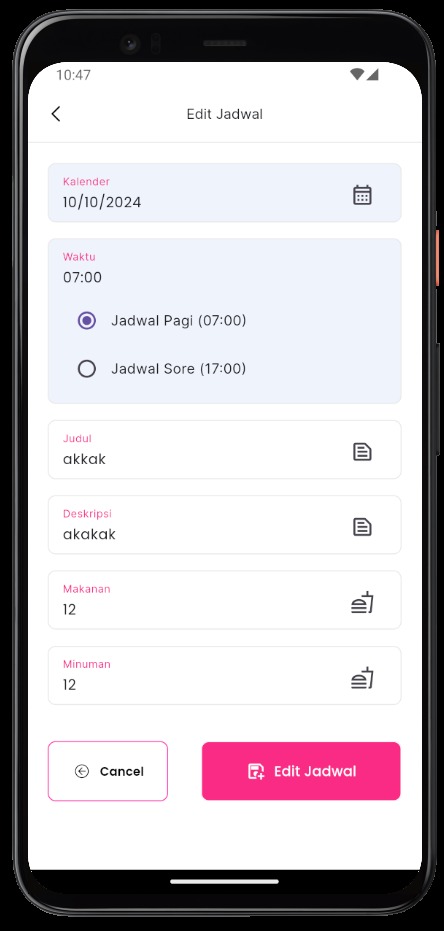 10:47
Edit Jadwal
Kalender
10/10/2024
Waktu
07:00
Jadwal Pagi (07:00)
Jadwal Sore (17:00)
Judul
akkak
Deskripsi
akakak
Makanan
12
Minuman
12
Cancel
Edit Jadwal